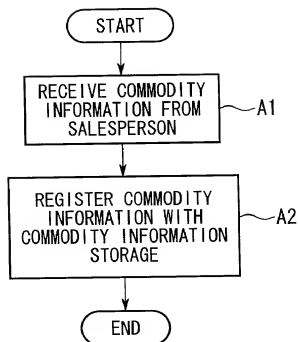 START
RECEIVE COMMODITY
INFORMATION FROM
SALESPERSON
A1
REGISTER COMMODITY
INFORMATION WITH
COMMODITY INFORMATION
STORAGE
A2
END